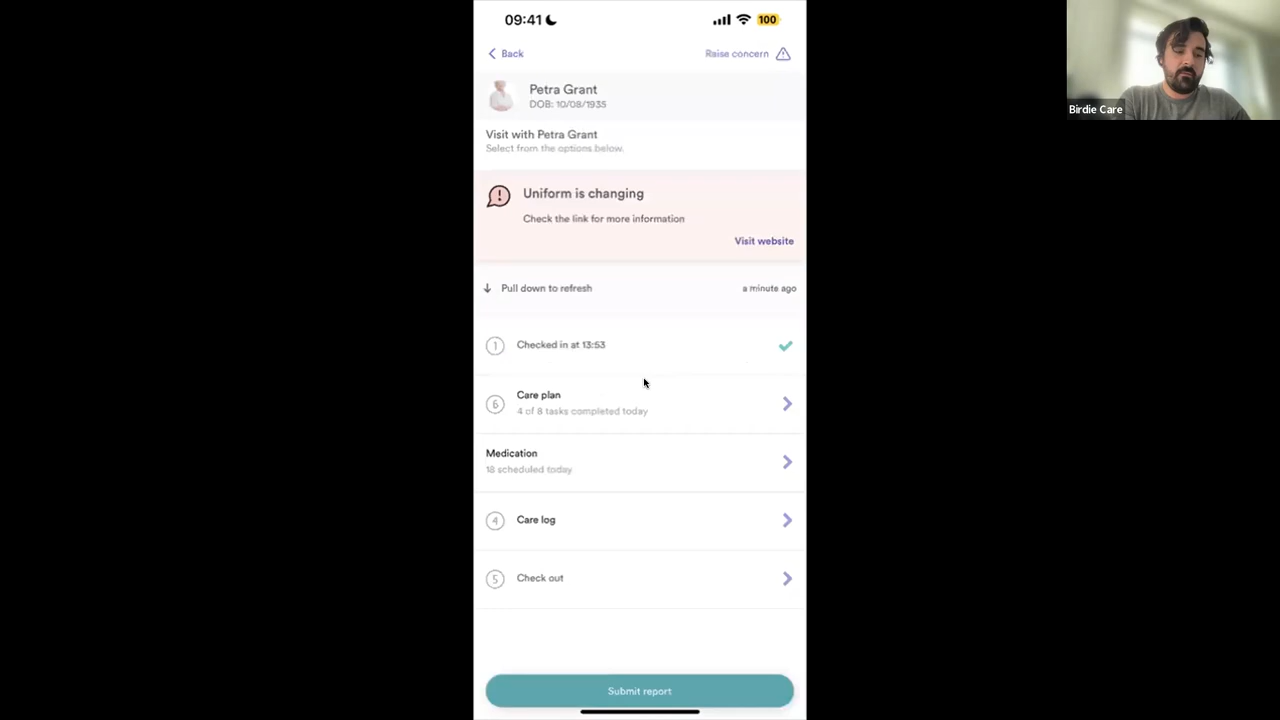 09:41
100
Back
Raise concern
Petra Grant
DOB: 10/08/1935
Visit with Petra Grant
Select from the options below.
Uniform is changing
Check the link for more information
Visit website
Pull down to refresh
a minute ago
1 Checked in at 13:53
6 Care plan
4 of 8 tasks completed today
Medication
18 scheduled today
4 Care log
5 Check out
Submit report
Birdie Care